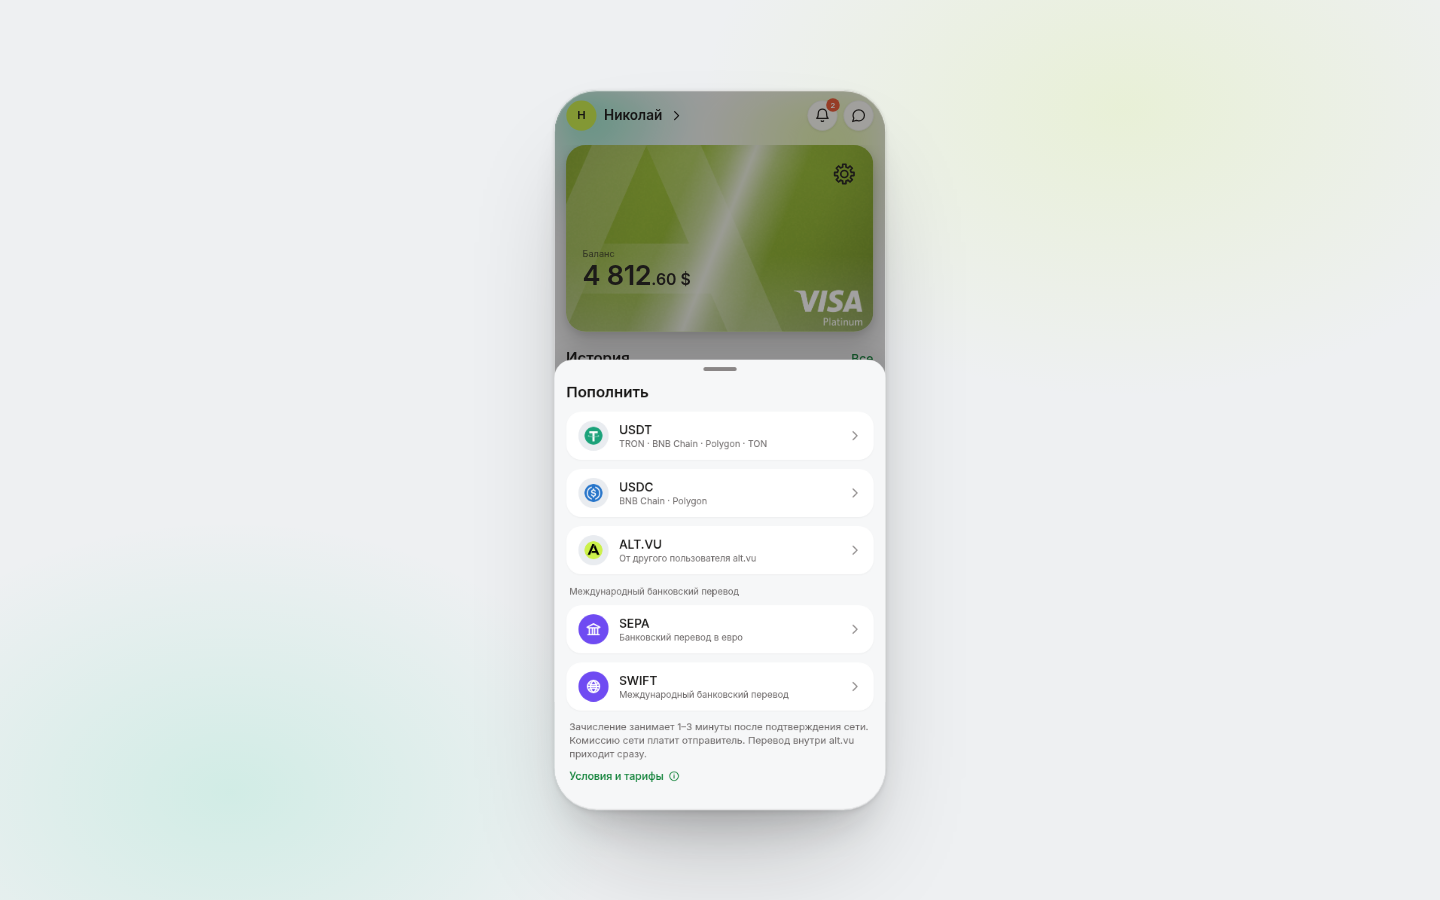 Н Николай 2
Баланс
4 812.60 $
VISA
Platinum
История Все
Пополнить
USDT
TRON · BNB Chain · Polygon · TON
USDC
BNB Chain · Polygon
ALT.VU
От другого пользователя alt.vu
Международный банковский перевод
SEPA
Банковский перевод в евро
SWIFT
Международный банковский перевод
Зачисление занимает 1–3 минуты после подтверждения сети.
Комиссию сети платит отправитель. Перевод внутри alt.vu
приходит сразу.
Условия и тарифы